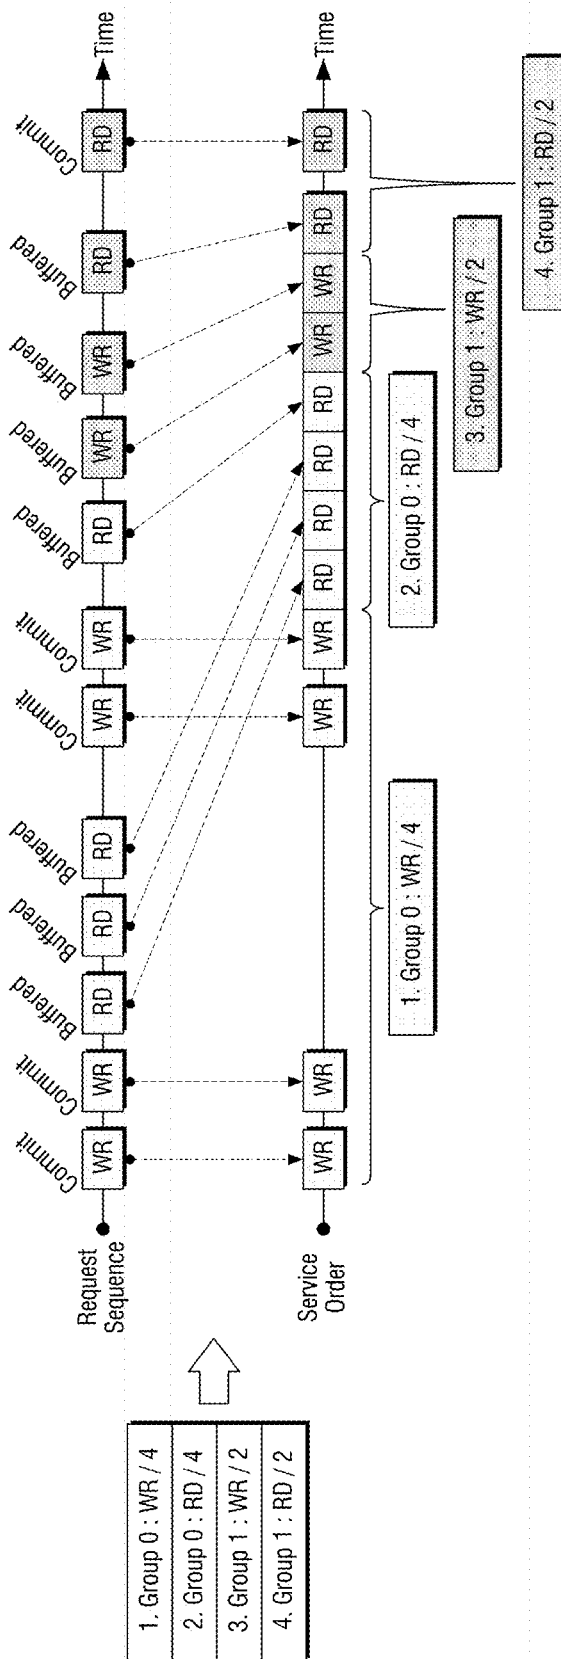 Commit Commit Buffered Buffered Buffered Commit Commit Buffered Buffered Buffered Buffered Commit
Request
Sequence
WR WR RD RD RD WR WR RD WR WR RD RD Time
1. Group 0 : WR / 4
2. Group 0 : RD / 4
3. Group 1 : WR / 2
4. Group 1 : RD / 2
Service
Order
WR WR WR WR RD RD RD RD WR WR RD RD Time
1. Group 0 : WR / 4
2. Group 0 : RD / 4
3. Group 1 : WR / 2
4. Group 1 : RD / 2